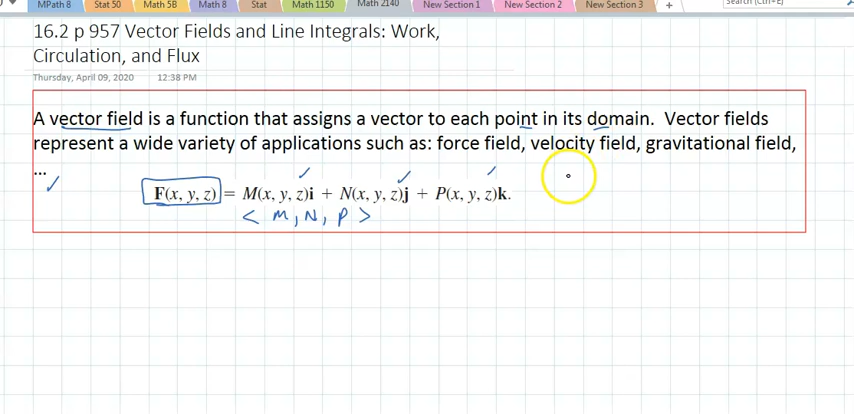 MPath 8 Stat 50 Math 5B Math 8 Stat Math 1150 Math 2140 New Section 1 New Section 2 New Section 3 + Search (Ctrl+E)
16.2 p 957 Vector Fields and Line Integrals: Work,
Circulation, and Flux
Thursday, April 09, 2020 12:38 PM
A vector field is a function that assigns a vector to each point in its domain. Vector fields
represent a wide variety of applications such as: force field, velocity field, gravitational field,
...
F(x, y, z) = M(x, y, z)i + N(x, y, z)j + P(x, y, z)k.
< M, N, P >